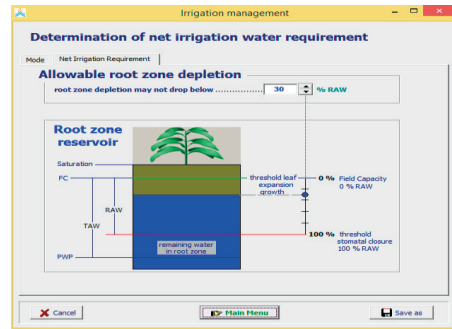 Irrigation management
Determination of net irrigation water requirement
Mode
Net Irrigation Requirement
Allowable root zone depletion
root zone depletion may not drop below ................. 30 % RAW
Root zone
reservoir
Saturation
FC
RAW
TAW
PWP
threshold leaf
expansion
growth
0 % Field Capacity
0 % RAW
100 % threshold
stomatal closure
100 % RAW
remaining water
in root zone
Cancel
Main Menu
Save as